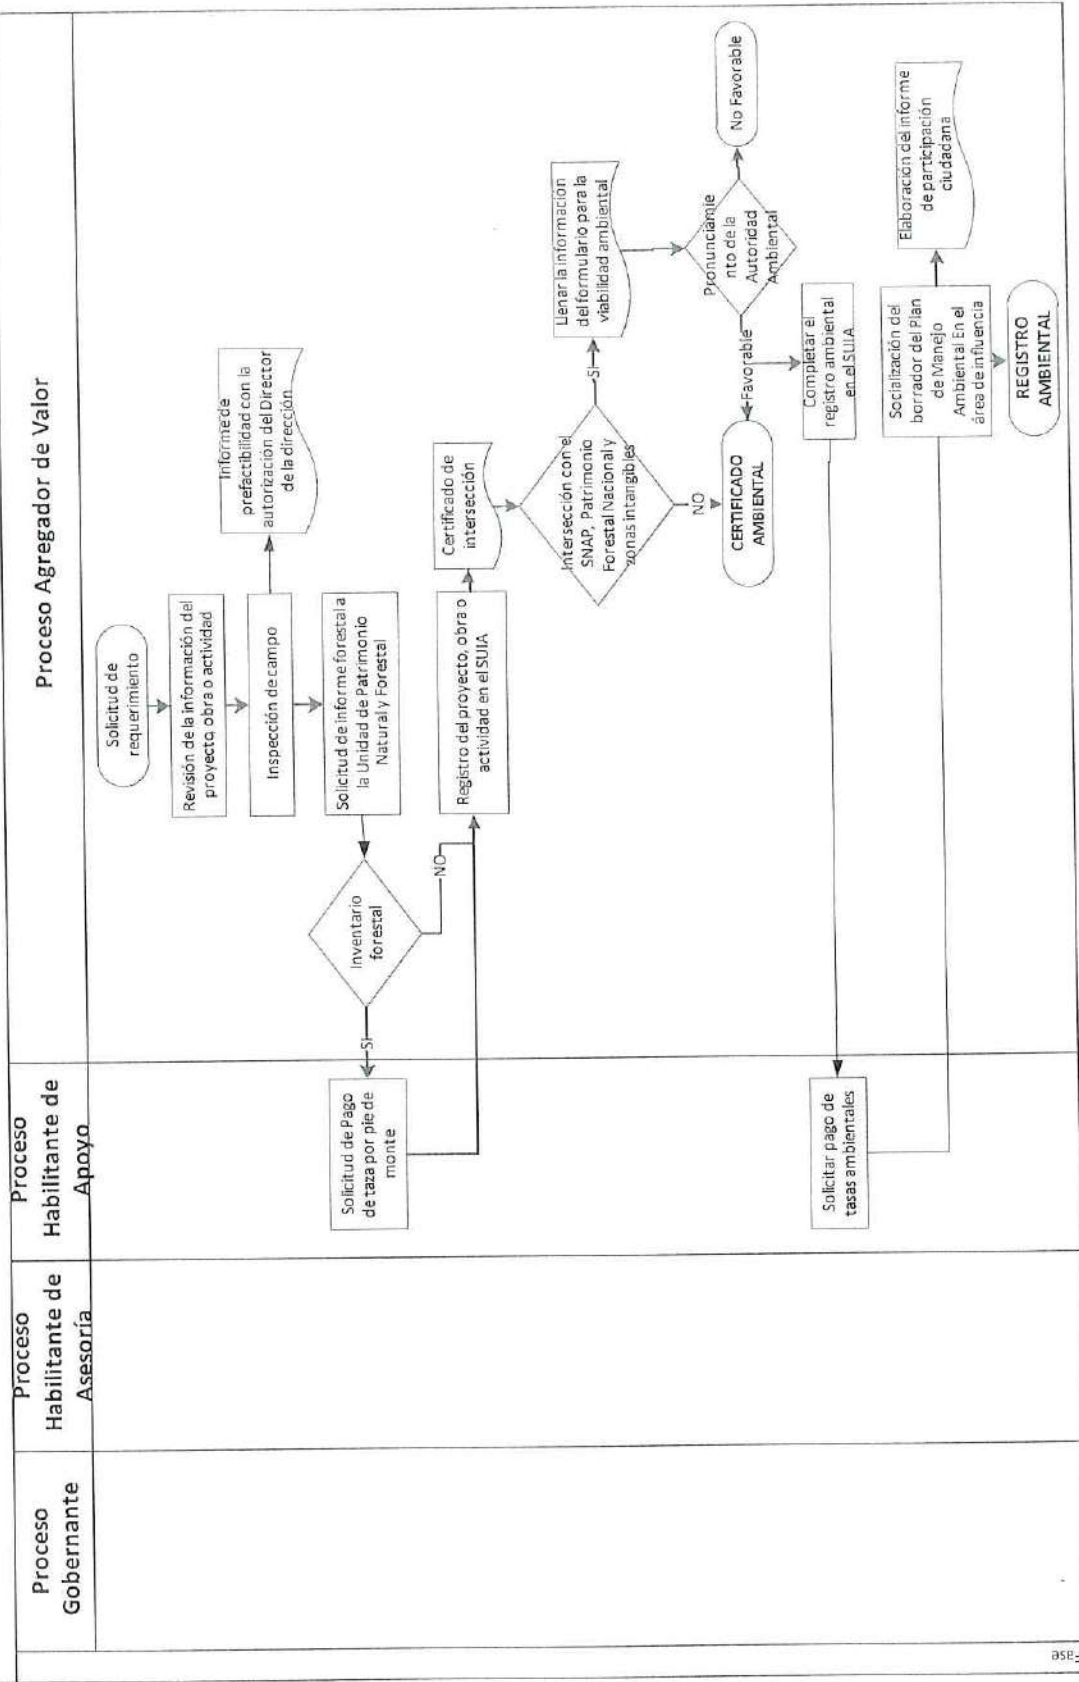 Proceso
Gobernante
Proceso
Habilitante de
Asesoría
Proceso
Habilitante de
Apoyo
Proceso Agregador de Valor
Fase
Solicitud de
requerimiento
Revisión de la información del
proyecto, obra o actividad
Inspección de campo
Informe de
prefactibilidad con la
autorización del Director
de la dirección
Solicitud de informe forestal a
la Unidad de Patrimonio
Natural y Forestal
Inventario
forestal
SI
NO
Solicitud de Pago
de taza por pie de
monte
Registro del proyecto, obra o
actividad en el SUIA
Certificado de
intersección
Intersección con el
SNAP, Patrimonio
Forestal Nacional y
zonas intangibles
SI
NO
Llenar la información
del formulario para la
viabilidad ambiental
Pronunciamie
nto de la
Autoridad
Ambiental
No Favorable
Favorable
CERTIFICADO
AMBIENTAL
Completar el
registro ambiental
en el SUIA
Solicitar pago de
tasas ambientales
Socialización del
borrador del Plan
de Manejo
Ambiental En el
área de influencia
Elaboración del informe
de participación
ciudadana
REGISTRO
AMBIENTAL